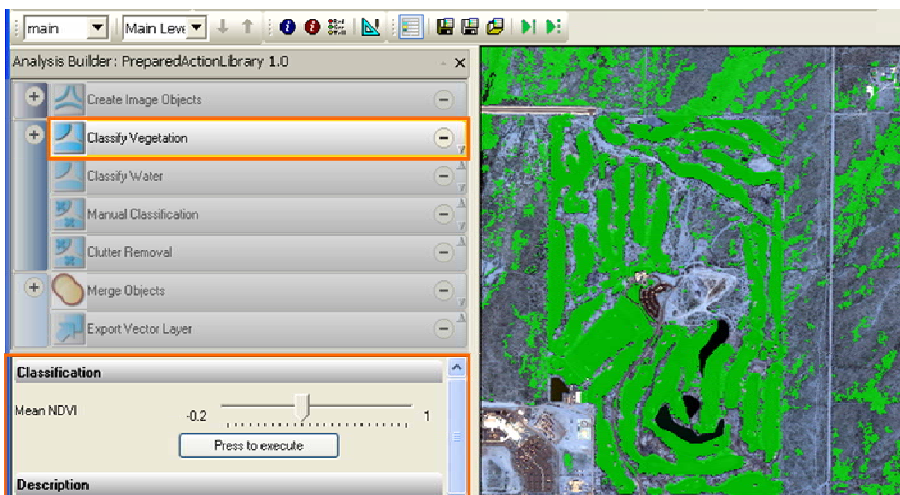 main
Main Leve
Analysis Builder: PreparedActionLibrary 1.0
Create Image Objects
Classify Vegetation
Classify Water
Manual Classification
Clutter Removal
Merge Objects
Export Vector Layer
Classification
Mean NDVI
-0.2
1
Press to execute
Description